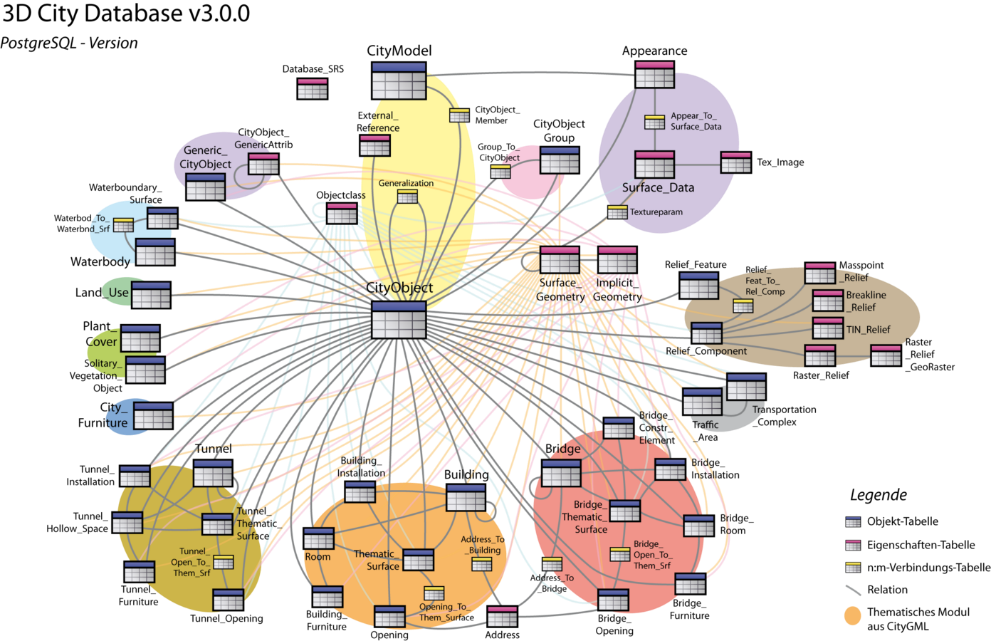 3D City Database v3.0.0
PostgreSQL - Version
CityModel
Appearance
Database_SRS
External_
Reference
CityObject_
Member
Appear_To_
Surface_Data
CityObject_
GenericAttrib
Generic_
CityObject
Group_To_
CityObject
CityObject
Group
Tex_Image
Surface_Data
Textureparam
Waterboundary_
Surface
Objectclass
Generalization
Waterbod_To_
Waterbnd_Srf
Waterbody
Land_Use
CityObject
Surface_
Geometry
Implicit_
Geometry
Relief_Feature
Relief_
Feat_To_
Rel_Comp
Masspoint
_Relief
Breakline
_Relief
TIN_Relief
Raster
_Relief
_GeoRaster
Relief_Component
Raster_Relief
Plant_
Cover
Solitary_
Vegetation_
Object
City_
Furniture
Traffic
_Area
Transportation
_Complex
Tunnel
Tunnel_
Installation
Tunnel_
Hollow_Space
Tunnel_
Thematic_
Surface
Tunnel_
Open_To_
Them_Srf
Tunnel_
Furniture
Tunnel_Opening
Building_
Installation
Building
Room
Thematic_
Surface
Address_To
_Building
Building_
Furniture
Opening_To
_Them_Surface
Opening
Address
Bridge_
Constr_
Element
Bridge
Bridge_
Installation
Bridge_
Thematic_
Surface
Bridge_
Room
Bridge_
Open_To_
Them_Srf
Address_To
_Bridge
Bridge_
Furniture
Bridge_
Opening
Legende
Objekt-Tabelle
Eigenschaften-Tabelle
n:m-Verbindungs-Tabelle
Relation
Thematisches Modul
aus CityGML